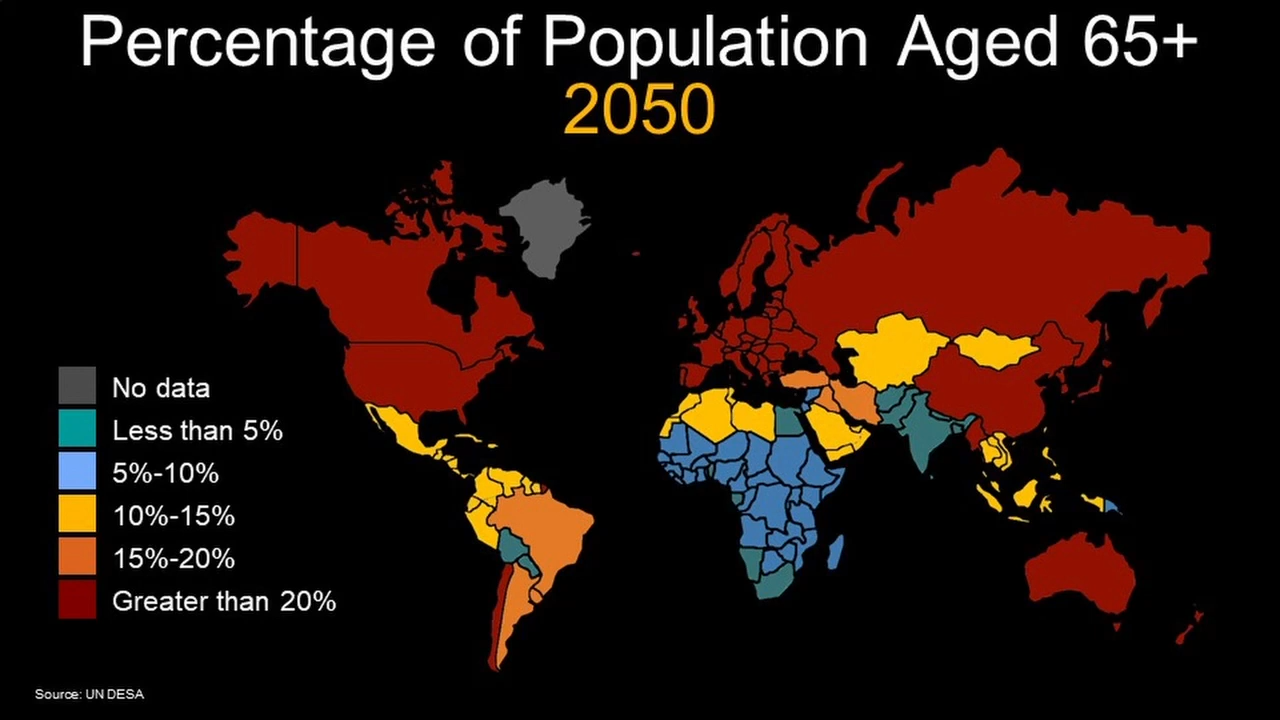 Percentage of Population Aged 65+
2050
No data
Less than 5%
5%-10%
10%-15%
15%-20%
Greater than 20%
Source: UN DESA